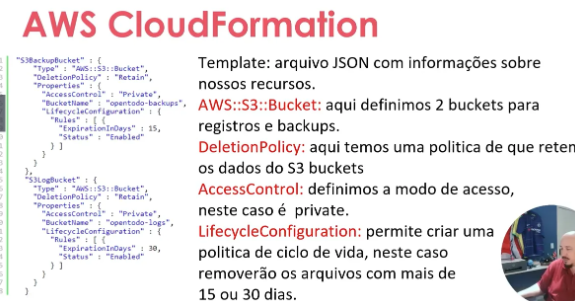 AWS CloudFormation
"S3BackupBucket" : {
"Type" : "AWS::S3::Bucket",
"DeletionPolicy" : "Retain",
"Properties" : {
"AccessControl" : "Private",
"BucketName" : "opentodo-backups",
"LifecycleConfiguration" : {
"Rules" : [ {
"ExpirationInDays" : 15,
"Status" : "Enabled"
} ]
}
}
},
"S3LogBucket" : {
"Type" : "AWS::S3::Bucket",
"DeletionPolicy" : "Retain",
"Properties" : {
"AccessControl" : "Private",
"BucketName" : "opentodo-logs",
"LifecycleConfiguration" : {
"Rules" : [ {
"ExpirationInDays" : 30,
"Status" : "Enabled"
} ]
}
}
Template: arquivo JSON com informações sobre
nossos recursos.
AWS::S3::Bucket: aqui definimos 2 buckets para
registros e backups.
DeletionPolicy: aqui temos uma politica de que reten
os dados do S3 buckets
AccessControl: definimos a modo de acesso,
neste caso é private.
LifecycleConfiguration: permite criar uma
politica de ciclo de vida, neste caso
removerão os arquivos com mais de
15 ou 30 dias.